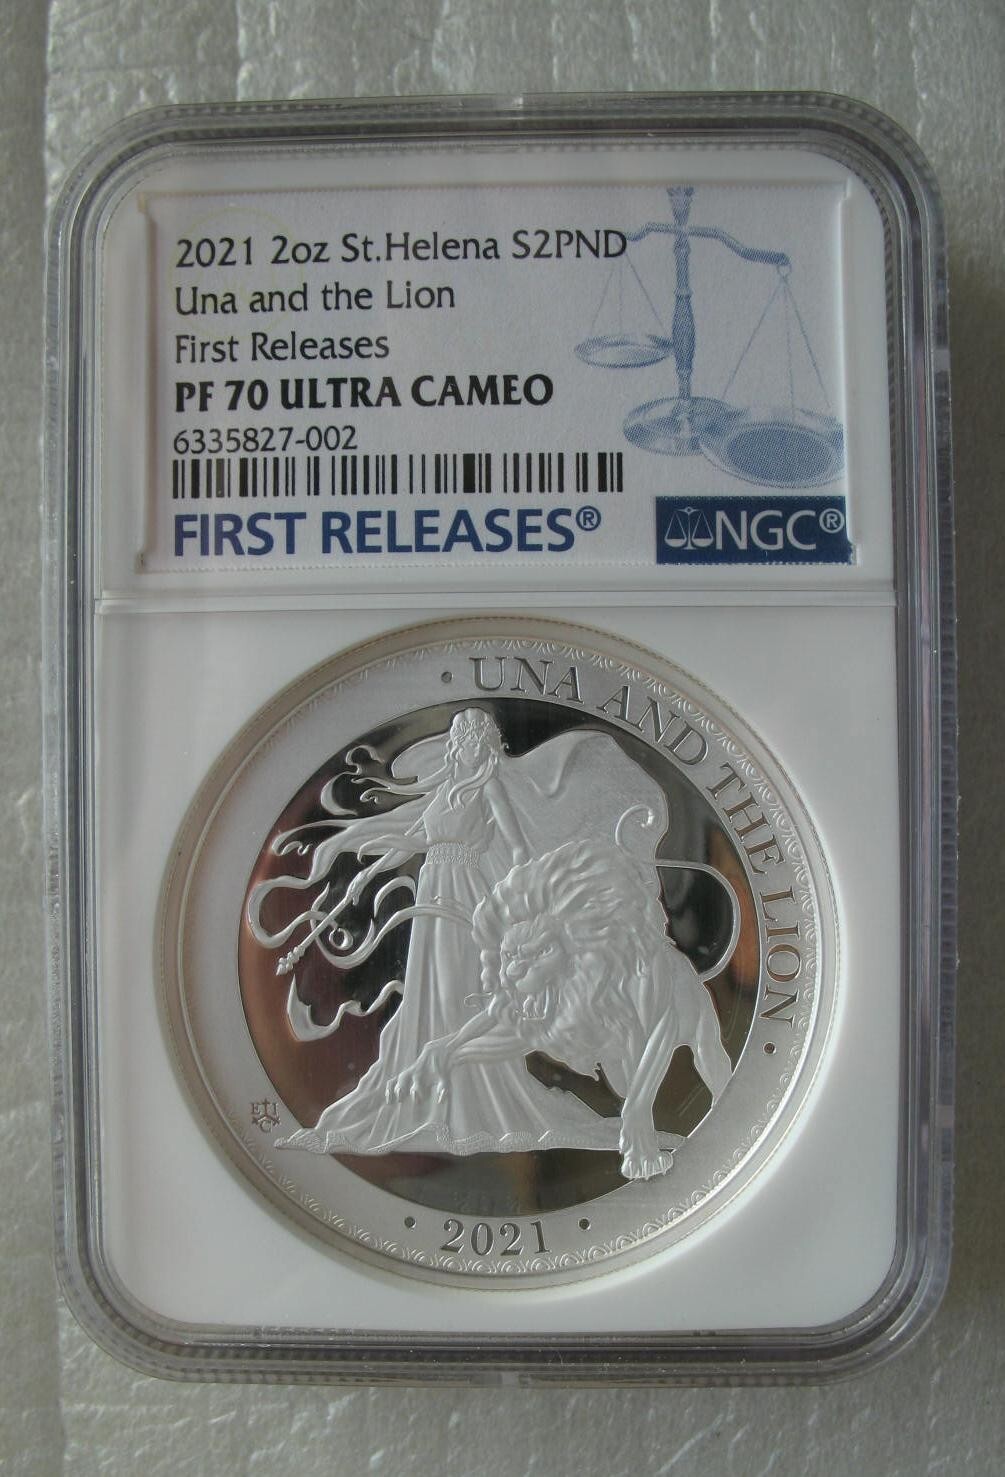 2021 2oz St.Helena S2PND
Una and the Lion
First Releases
PF 70 ULTRA CAMEO
6335827-002
FIRST RELEASES®
NGC®
· UNA AND THE LION ·
EIC
· 2021 ·